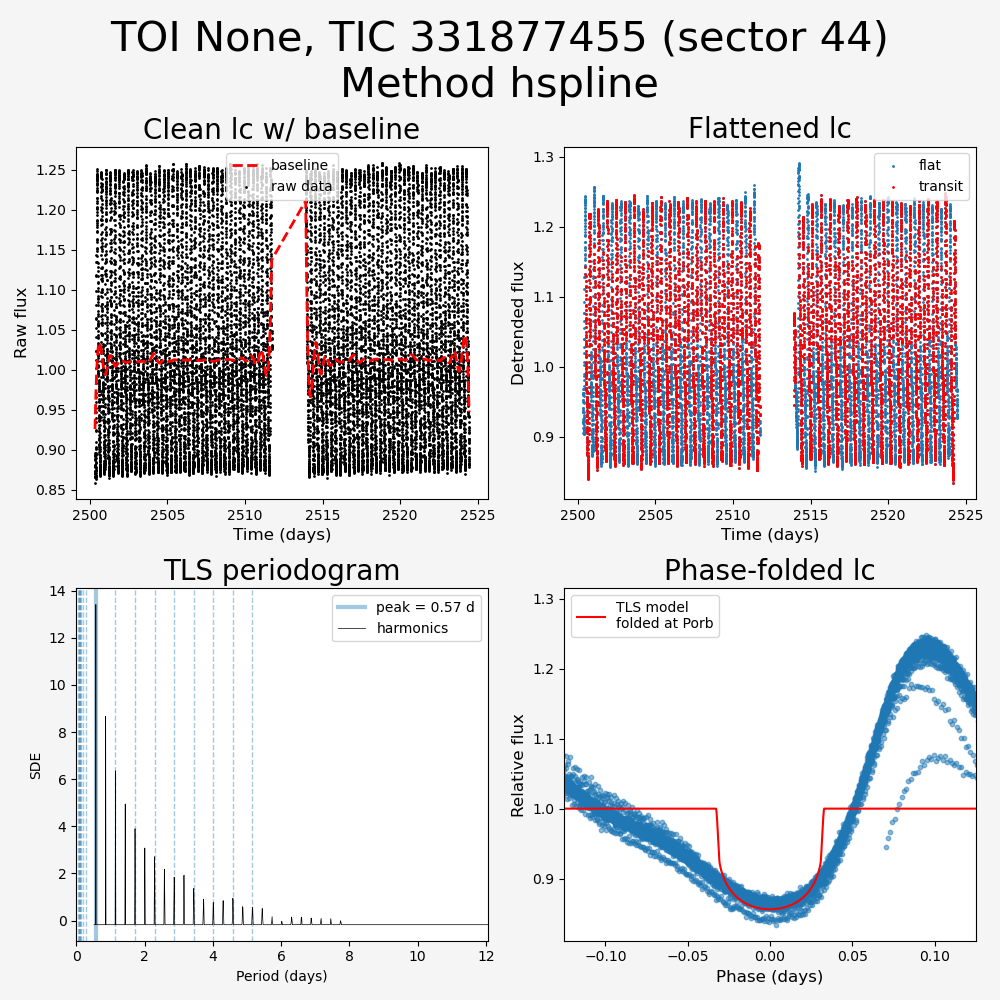 TOI None, TIC 331877455 (sector 44)
Method hspline
Clean lc w/ baseline
Flattened lc
baseline
raw data
flat
transit
Raw flux
1.25
1.20
1.15
1.10
1.05
1.00
0.95
0.90
0.85
2500
2505
2510
2515
2520
2525
Time (days)
Detrended flux
1.3
1.2
1.1
1.0
0.9
2500
2505
2510
2515
2520
2525
Time (days)
TLS periodogram
Phase-folded lc
peak = 0.57 d
harmonics
SDE
14
12
10
8
6
4
2
0
0
2
4
6
8
10
12
Period (days)
TLS model
folded at Porb
Relative flux
1.3
1.2
1.1
1.0
0.9
−0.10
−0.05
0.00
0.05
0.10
Phase (days)